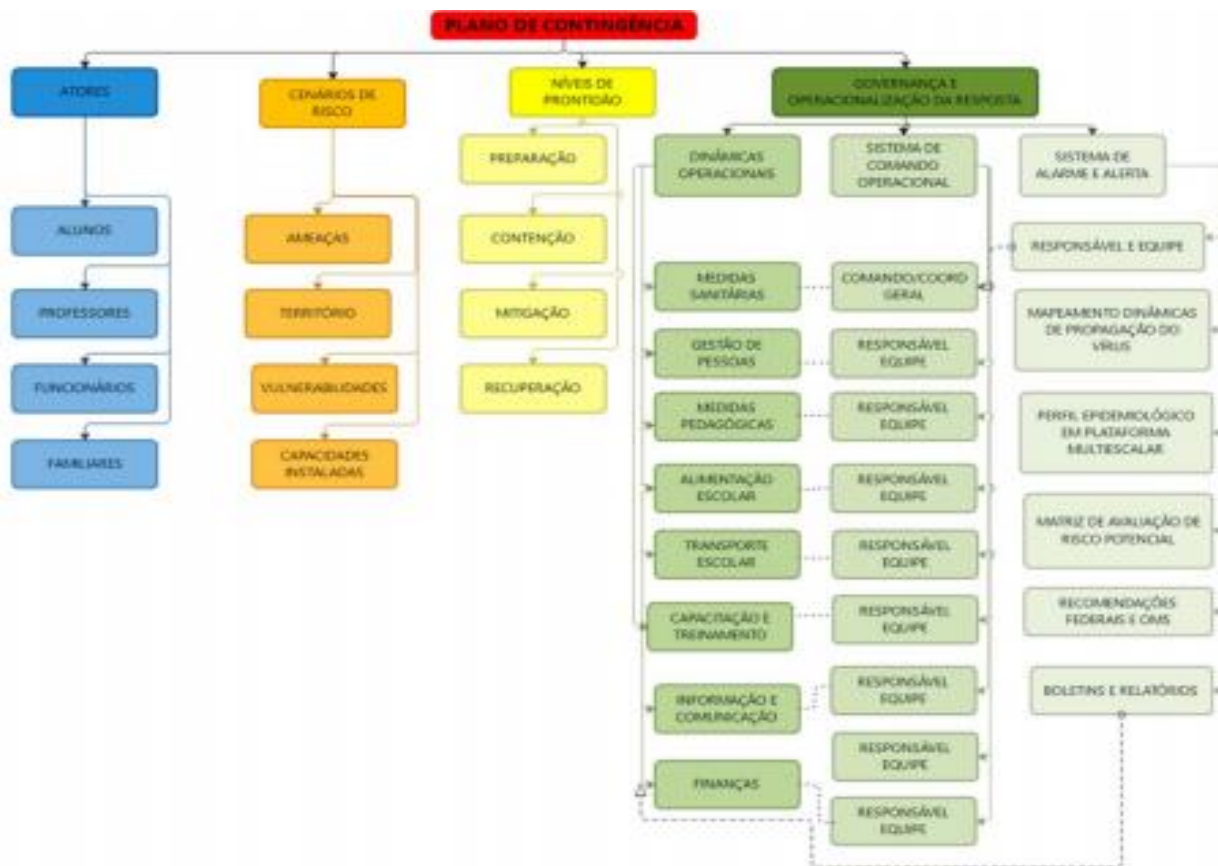 PLANO DE CONTINGÊNCIA
ATORES
ALUNOS
PROFESSORES
FUNCIONÁRIOS
FAMILIARES
CENÁRIOS DE
RISCO
AMEAÇAS
TERRITÓRIO
VULNERABILIDADES
CAPACIDADES
INSTALADAS
NÍVEIS DE
PRONTIDÃO
PREPARAÇÃO
CONTENÇÃO
MITIGAÇÃO
RECUPERAÇÃO
GOVERNANÇA E
OPERACIONALIZAÇÃO DA RESPOSTA
DINÂMICAS
OPERACIONAIS
MEDIDAS
SANITÁRIAS
GESTÃO DE
PESSOAS
MEDIDAS
PEDAGÓGICAS
ALIMENTAÇÃO
ESCOLAR
TRANSPORTE
ESCOLAR
CAPACITAÇÃO E
TREINAMENTO
INFORMAÇÃO E
COMUNICAÇÃO
FINANÇAS
SISTEMA DE
COMANDO
OPERACIONAL
COMANDO/COORD
GERAL
RESPONSÁVEL
EQUIPE
RESPONSÁVEL
EQUIPE
RESPONSÁVEL
EQUIPE
RESPONSÁVEL
EQUIPE
RESPONSÁVEL
EQUIPE
RESPONSÁVEL
EQUIPE
RESPONSÁVEL
EQUIPE
RESPONSÁVEL
EQUIPE
SISTEMA DE
ALARME E ALERTA
RESPONSÁVEL E EQUIPE
MAPEAMENTO DINÂMICAS
DE PROPAGAÇÃO DO
VÍRUS
PERFIL EPIDEMIOLÓGICO
EM PLATAFORMA
MULTIESCALAR
MATRIZ DE AVALIAÇÃO DE
RISCO POTENCIAL
RECOMENDAÇÕES
FEDERAIS E OMS
BOLETINS E RELATÓRIOS